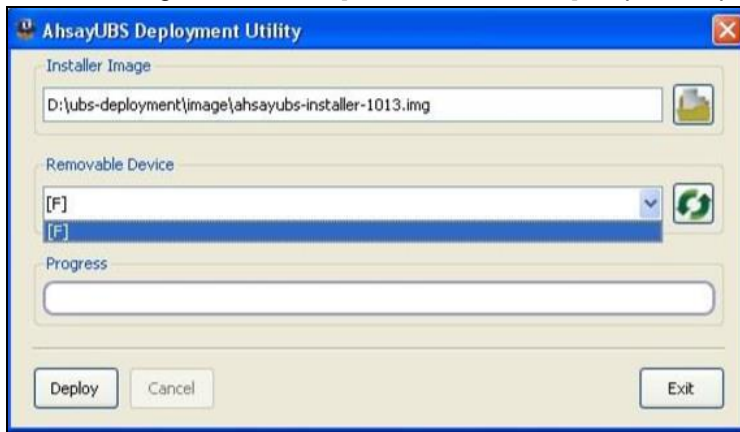 AhsayUBS Deployment Utility
Installer Image
D:\ubs-deployment\image\ahsayubs-installer-1013.img
Removable Device
[F]
[F]
Progress
Deploy Cancel Exit